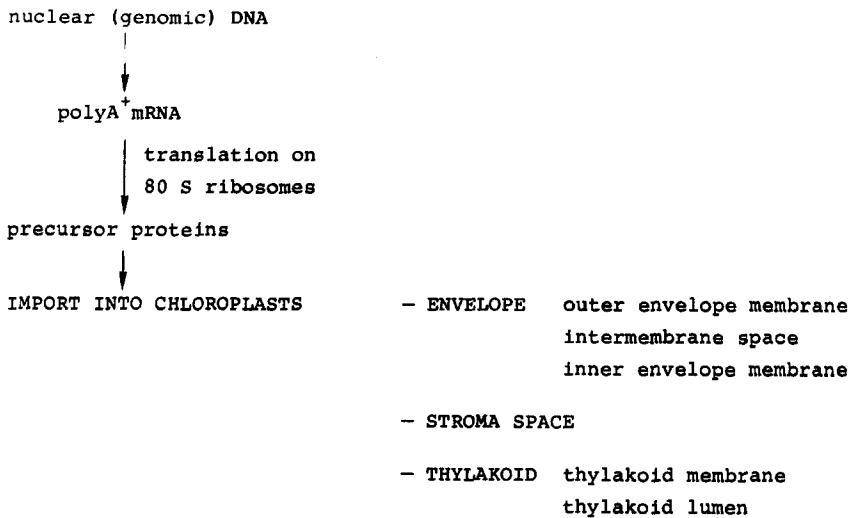 nuclear (genomic) DNA
polyA+mRNA
translation on
80 S ribosomes
precursor proteins
IMPORT INTO CHLOROPLASTS — ENVELOPE outer envelope membrane
intermembrane space
inner envelope membrane
— STROMA SPACE
— THYLAKOID thylakoid membrane
thylakoid lumen